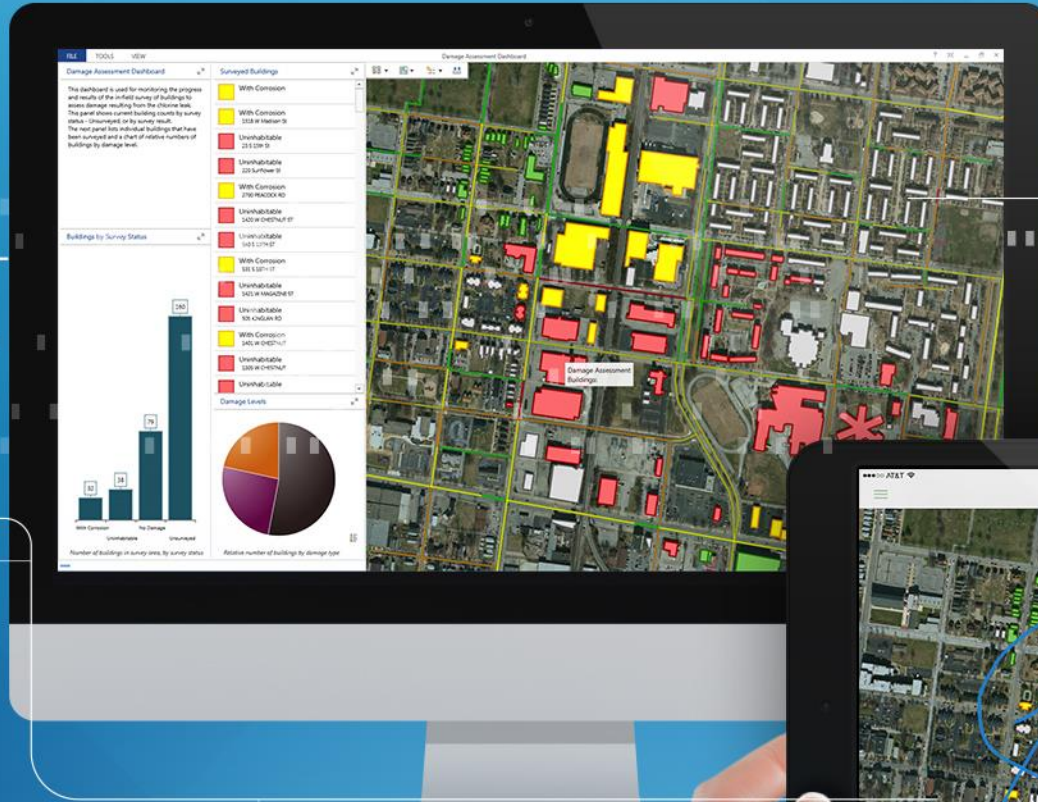 FILE TOOLS VIEW
Damage Assessment Dashboard
? _ x
Damage Assessment Dashboard
This dashboard is used for monitoring the progress
and results of the infield survey of buildings to
assess damage resulting from the chlorine leak.
This panel shows current building counts by survey
status - Unsurveyed, or by survey result.
The next panel lists individual buildings that have
been surveyed and a chart of relative numbers of
buildings by damage level.
Surveyed Buildings
With Corrosion
With Corrosion
1918 W Madison St
Uninhabitable
23 S 15th St
Uninhabitable
223 Sunflower St
With Corrosion
2700 PEACOCK RD
Uninhabitable
1420 W CHESTNUT ST
Uninhabitable
With Corrosion
Uninhabitable
1421 W MAGAZINE ST
Uninhabitable
With Corrosion
1401 W CHESTNUT
Uninhabitable
1305 W CHESTNUT
Uninhabitable
Buildings by Survey Status
32
79
160
With Corrosion
Uninhabitable
No Damage
Unsurveyed
Number of buildings in survey area, by survey status
Damage Levels
Relative number of buildings by damage type
Damage Assessment
Buildings:
AT&T